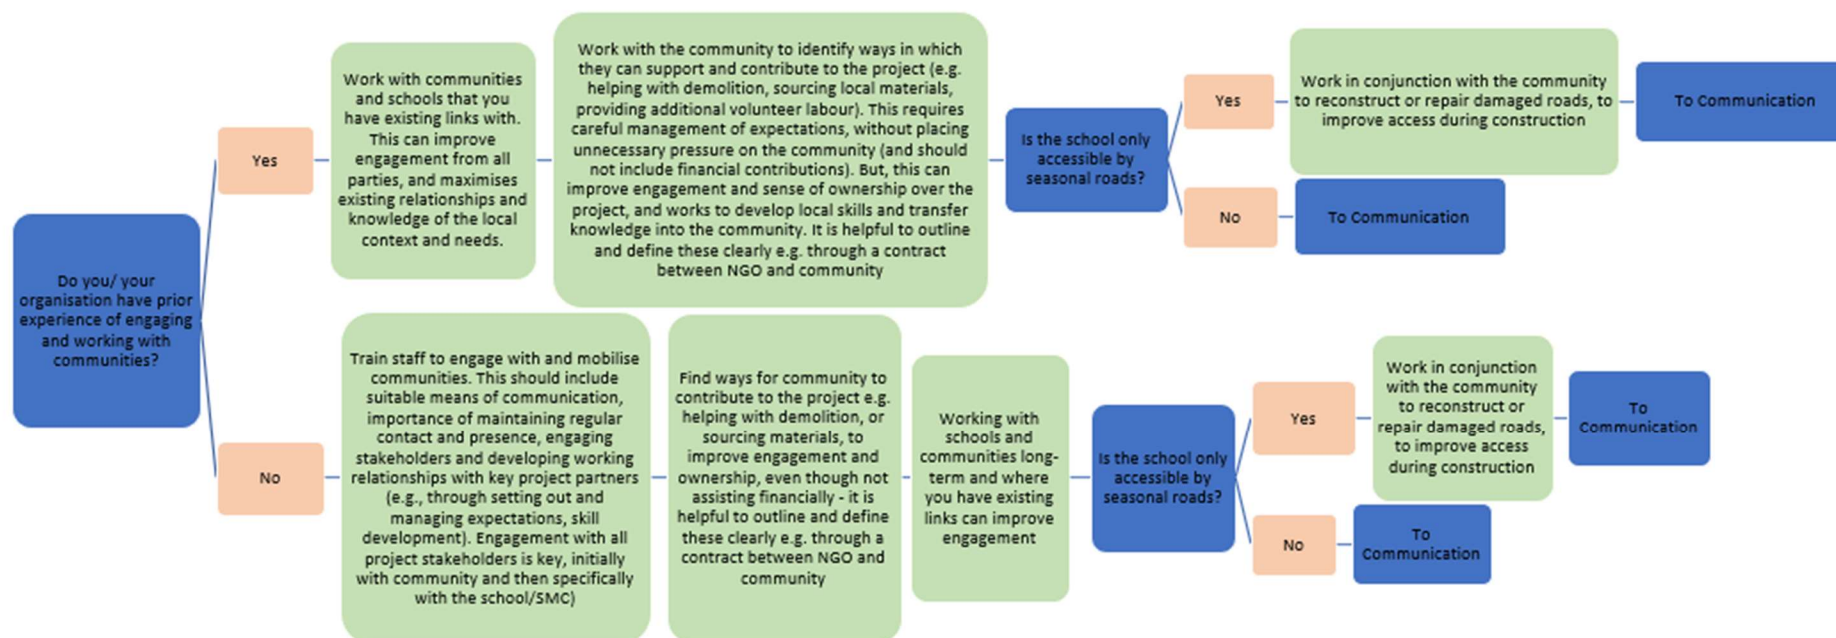 Do you/ your
organisation have prior
experience of engaging
and working with
communities?
Yes
Work with communities
and schools that you
have existing links with.
This can improve
engagement from all
parties, and maximises
existing relationships and
knowledge of the local
context and needs.
Work with the community to identify ways in which
they can support and contribute to the project (e.g.
helping with demolition, sourcing local materials,
providing additional volunteer labour). This requires
careful management of expectations, without placing
unnecessary pressure on the community (and should
not include financial contributions). But, this can
improve engagement and sense of ownership over the
project, and works to develop local skills and transfer
knowledge into the community. It is helpful to outline
and define these clearly e.g. through a contract
between NGO and community
Is the school only
accessible by
seasonal roads?
Yes
Work in conjunction with the community
to reconstruct or repair damaged roads, to
improve access during construction
To Communication
No
To Communication
No
Train staff to engage with and mobilise
communities. This should include
suitable means of communication,
importance of maintaining regular
contact and presence, engaging
stakeholders and developing working
relationships with key project partners
(e.g., through setting out and
managing expectations, skill
development). Engagement with all
project stakeholders is key, initially
with community and then specifically
with the school/SMC)
Find ways for community to
contribute to the project e.g.
helping with demolition, or
sourcing materials, to
improve engagement and
ownership, even though not
assisting financially - it is
helpful to outline and define
these clearly e.g. through a
contract between NGO and
community
Working with
schools and
communities long-
term and where
you have existing
links can improve
engagement
Is the school only
accessible by
seasonal roads?
Yes
Work in conjunction
with the community
to reconstruct or
repair damaged roads,
to improve access
during construction
To
Communication
No
To
Communication